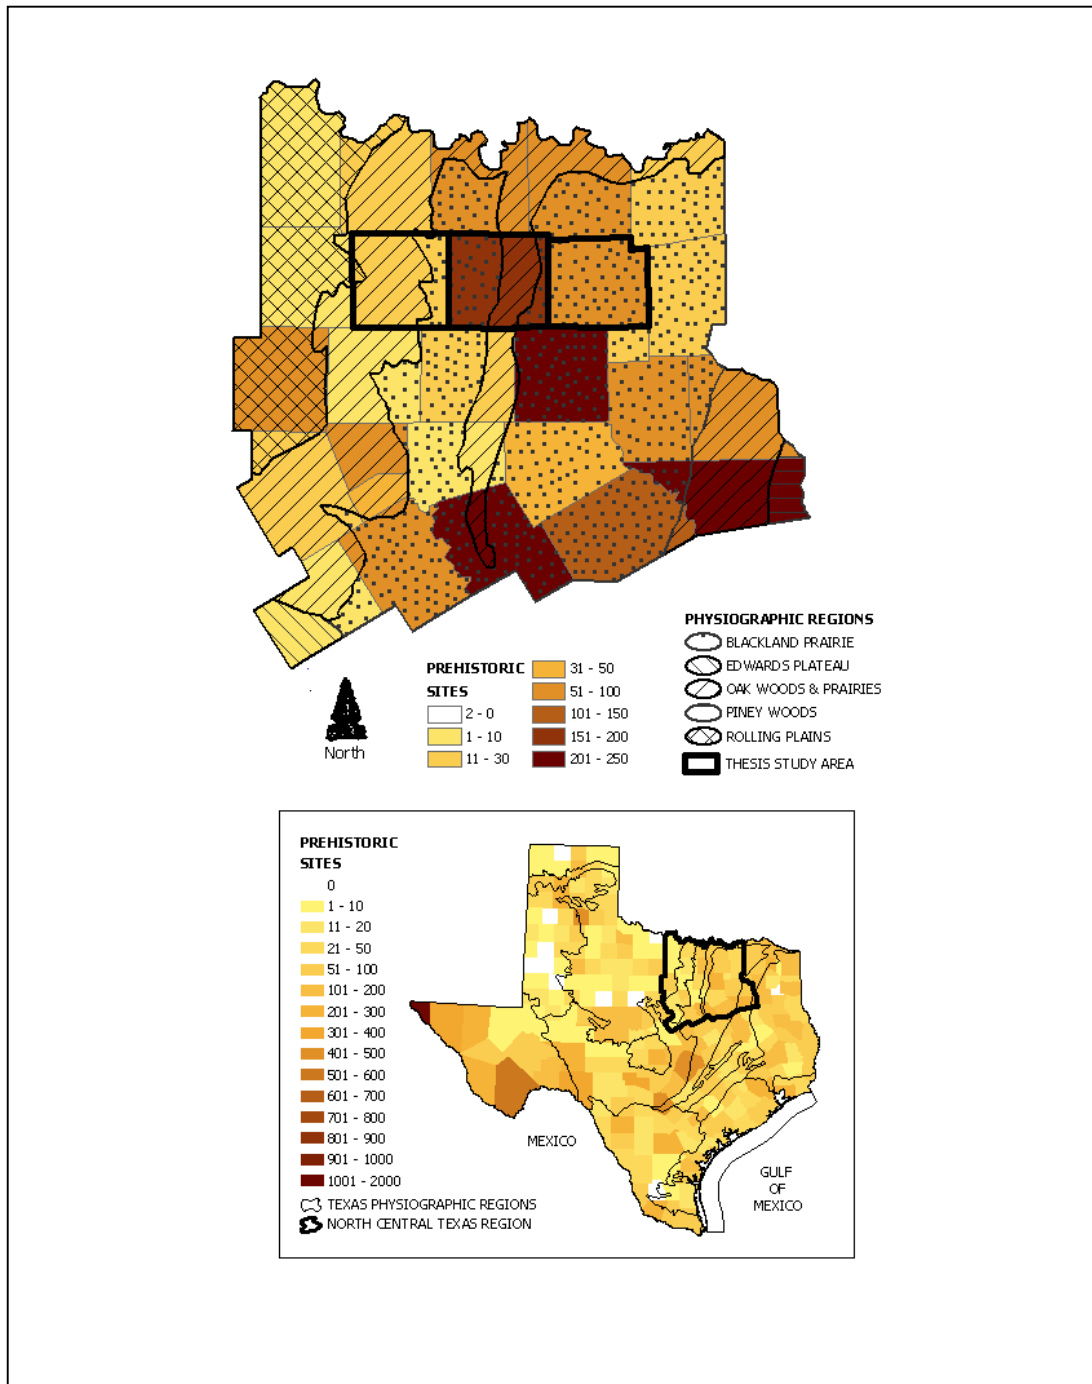 PHYSIOGRAPHIC REGIONS
BLACKLAND PRAIRIE
EDWARDS PLATEAU
OAK WOODS & PRAIRIES
PINEY WOODS
ROLLING PLAINS
THESIS STUDY AREA
PREHISTORIC
SITES
2 - 0
1 - 10
11 - 30
31 - 50
51 - 100
101 - 150
151 - 200
201 - 250
North
PREHISTORIC
SITES
0
1 - 10
11 - 20
21 - 50
51 - 100
101 - 200
201 - 300
301 - 400
401 - 500
501 - 600
601 - 700
701 - 800
801 - 900
901 - 1000
1001 - 2000
TEXAS PHYSIOGRAPHIC REGIONS
NORTH CENTRAL TEXAS REGION
MEXICO
GULF
OF
MEXICO